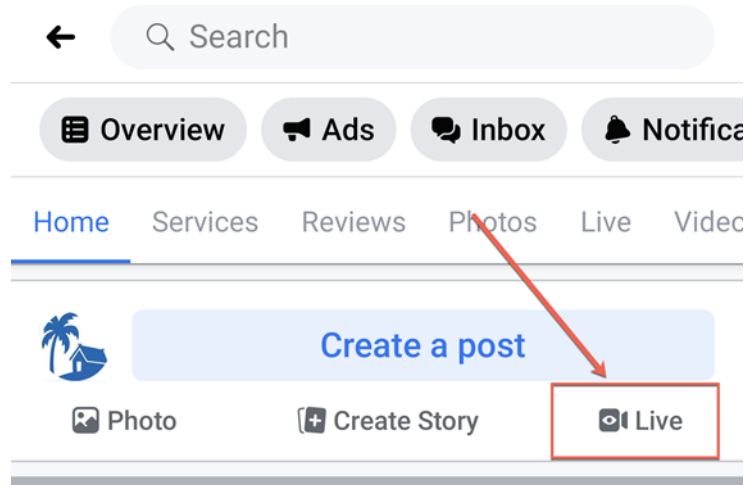 Search
Overview Ads Inbox Notifica
Home Services Reviews Photos Live Video
Create a post
Photo Create Story Live